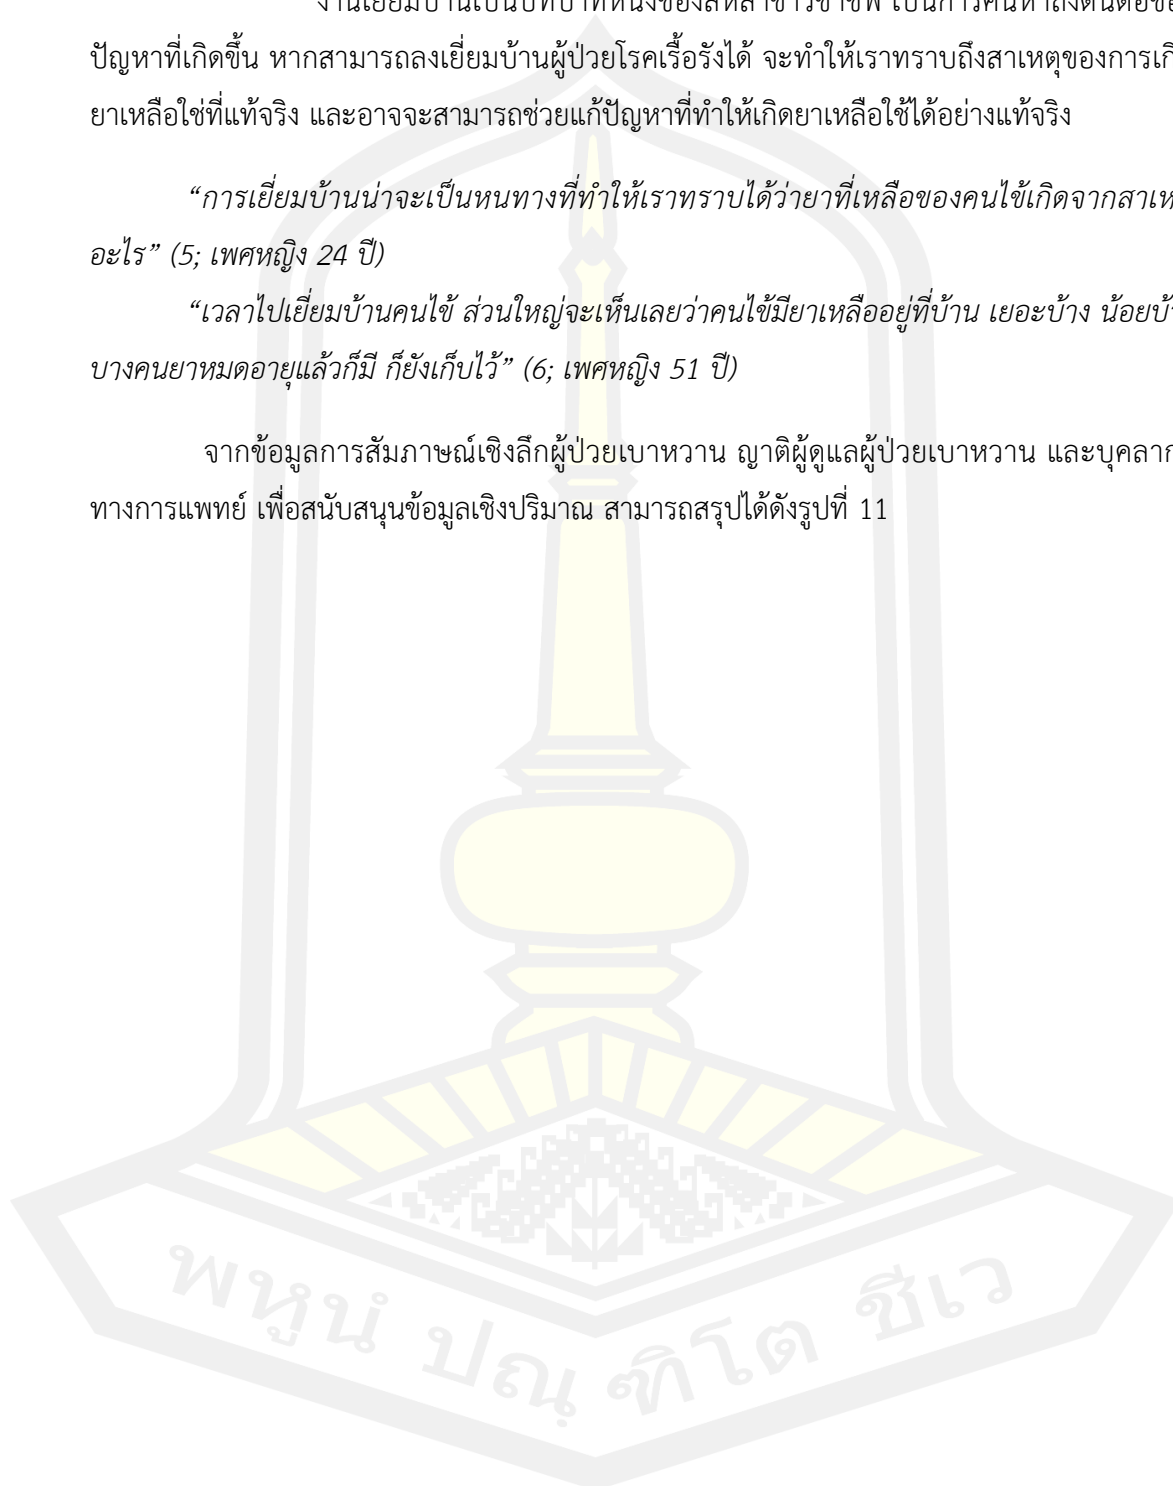 งานเยี่ยมบ้านเป็นบทบาทหนึ่งของสหสาขาวิชาชีพ เป็นการค้นหาถึงต้นตอของ
ปัญหาที่เกิดขึ้น หากสามารถลงเยี่ยมบ้านผู้ป่วยโรคเรื้อรังได้ จะทำให้เราทราบถึงสาเหตุของการเกิ
ยาเหลือใช่ที่แท้จริง และอาจจะสามารถช่วยแก้ปัญหาที่ทำให้เกิดยาเหลือใช้ได้อย่างแท้จริง
“การเยี่ยมบ้านน่าจะเป็นหนทางที่ทำให้เราทราบได้ว่ายาที่เหลือของคนไข้เกิดจากสาเห
อะไร” (5; เพศหญิง 24 ปี)
“เวลาไปเยี่ยมบ้านคนไข้ ส่วนใหญ่จะเห็นเลยว่าคนไข้มียาเหลืออยู่ที่บ้าน เยอะบ้าง น้อยบ้
บางคนยาหมดอายุแล้วก็มี ก็ยังเก็บไว้” (6; เพศหญิง 51 ปี)
จากข้อมูลการสัมภาษณ์เชิงลึกผู้ป่วยเบาหวาน ญาติผู้ดูแลผู้ป่วยเบาหวาน และบุคลาก
ทางการแพทย์ เพื่อสนับสนุนข้อมูลเชิงปริมาณ สามารถสรุปได้ดังรูปที่ 11
พหูนํ ปณฺฑิโต ชีเว